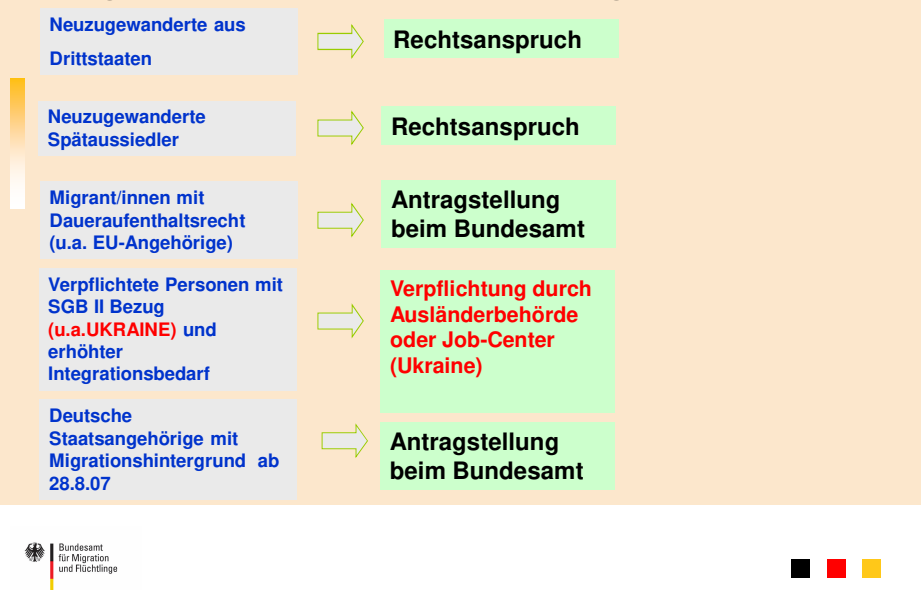 Neuzugewanderte aus
Drittstaaten
Rechtsanspruch
Neuzugewanderte
Spätaussiedler
Rechtsanspruch
Migrant/innen mit
Daueraufenthaltsrecht
(u.a. EU-Angehörige)
Antragstellung
beim Bundesamt
Verpflichtete Personen mit
SGB II Bezug
(u.a.UKRAINE) und
erhöhter
Integrationsbedarf
Verpflichtung durch
Ausländerbehörde
oder Job-Center
(Ukraine)
Deutsche
Staatsangehörige mit
Migrationshintergrund ab
28.8.07
Antragstellung
beim Bundesamt
Bundesamt
für Migration
und Flüchtlinge